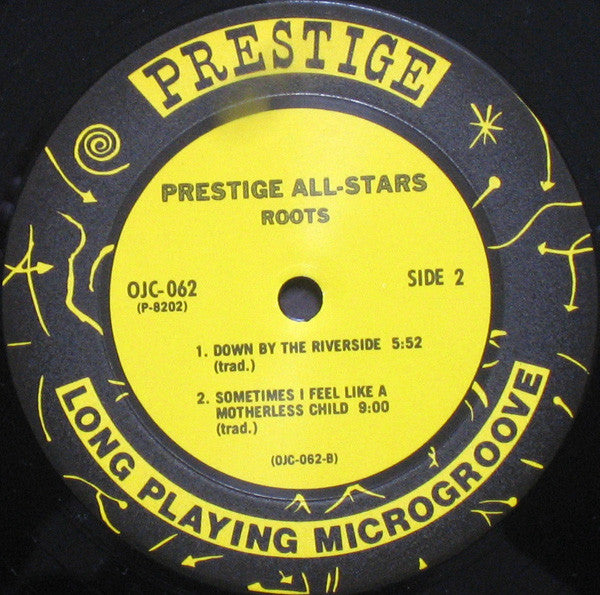 PRESTIGE
PRESTIGE ALL-STARS
ROOTS
OJC-062
(P-8202)
SIDE 2
1. DOWN BY THE RIVERSIDE 5:52
(trad.)
2. SOMETIMES I FEEL LIKE A
MOTHERLESS CHILD 9:00
(trad.)
(OJC-062-B)
LONG PLAYING MICROGROOVE